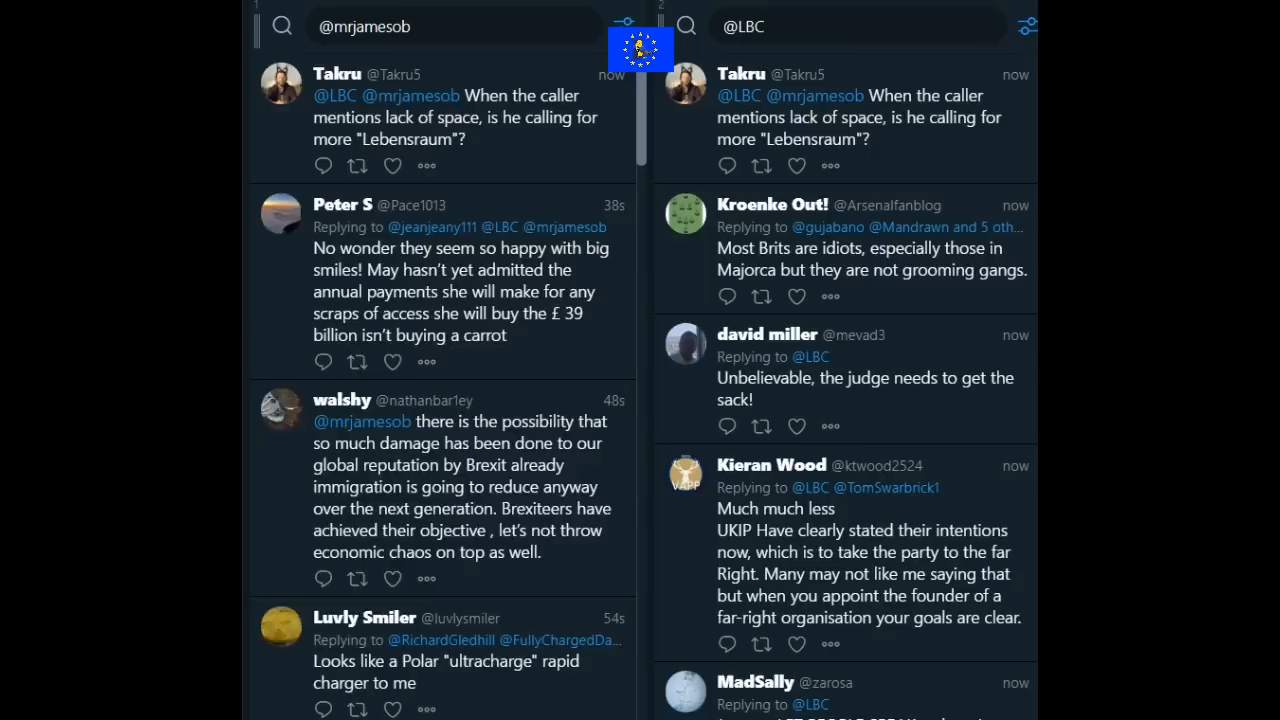 1
@mrjamesob
Takru @Takru5 now
@LBC @mrjamesob When the caller
mentions lack of space, is he calling for
more "Lebensraum"?
Peter S @Pace1013 38s
Replying to @jeanjeany111 @LBC @mrjamesob
No wonder they seem so happy with big
smiles! May hasn't yet admitted the
annual payments she will make for any
scraps of access she will buy the £ 39
billion isn't buying a carrot
walshy @nathanbar1ey 48s
@mrjamesob there is the possibility that
so much damage has been done to our
global reputation by Brexit already
immigration is going to reduce anyway
over the next generation. Brexiteers have
achieved their objective , let's not throw
economic chaos on top as well.
Luvly Smiler @luvlysmiler 54s
Replying to @RichardGledhill @FullyChargedDa...
Looks like a Polar "ultracharge" rapid
charger to me
2
@LBC
Takru @Takru5 now
@LBC @mrjamesob When the caller
mentions lack of space, is he calling for
more "Lebensraum"?
Kroenke Out! @Arsenalfanblog now
Replying to @gujabano @Mandrawn and 5 oth...
Most Brits are idiots, especially those in
Majorca but they are not grooming gangs.
david miller @mevad3 now
Replying to @LBC
Unbelievable, the judge needs to get the
sack!
Kieran Wood @ktwood2524 now
Replying to @LBC @TomSwarbrick1
Much much less
UKIP Have clearly stated their intentions
now, which is to take the party to the far
Right. Many may not like me saying that
but when you appoint the founder of a
far-right organisation your goals are clear.
MadSally @zarosa now
Replying to @LBC